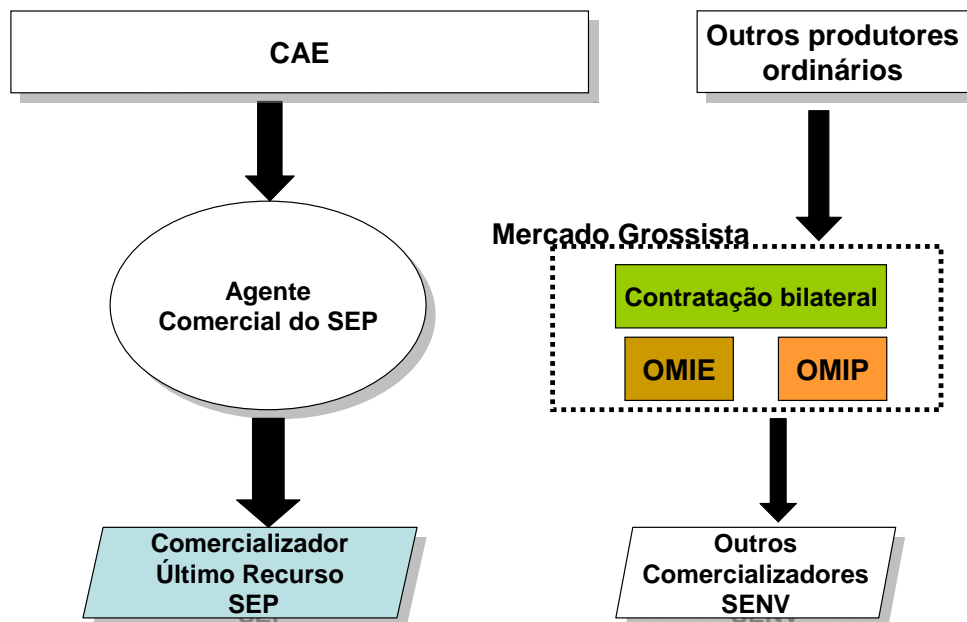 CAE
Outros produtores
ordinários
Mercado Grossista
Agente
Comercial do SEP
Contratação bilateral
OMIE
OMIP
Comercializador
Último Recurso
SEP
Outros
Comercializadores
SENV